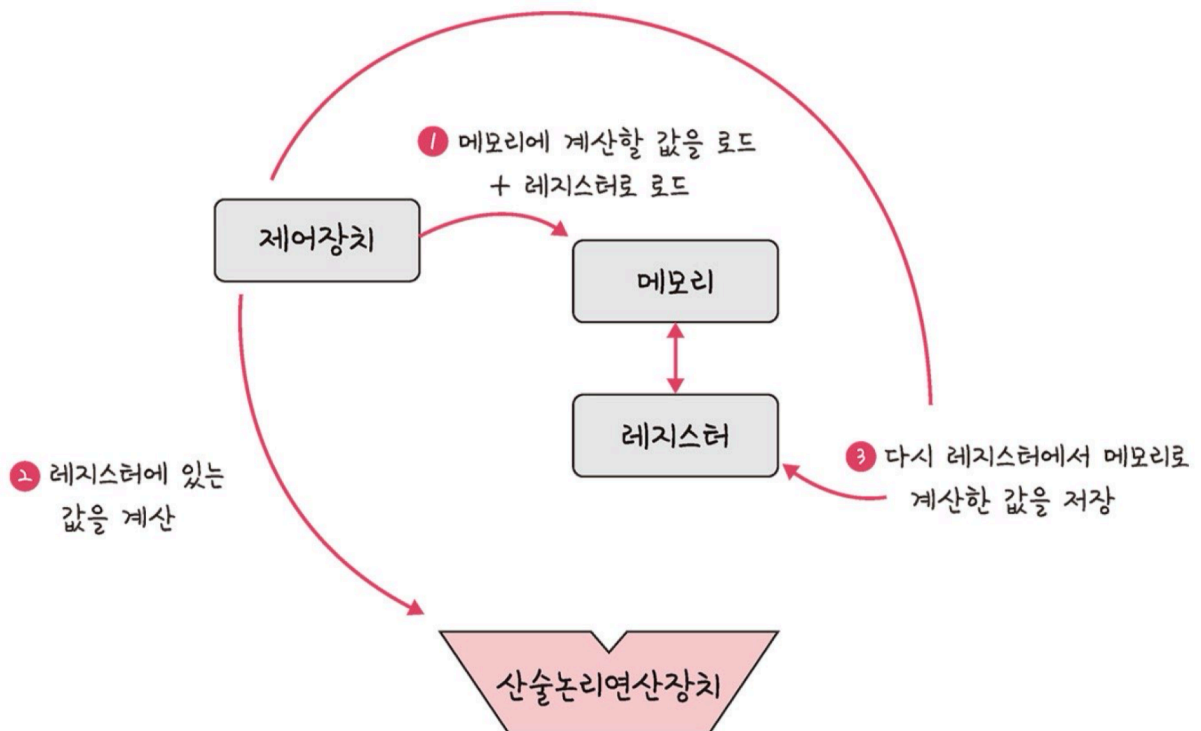 1 메모리에 계산할 값을 로드
+ 레지스터로 로드
제어장치
메모리
레지스터
2 레지스터에 있는
값을 계산
3 다시 레지스터에서 메모리로
계산한 값을 저장
산술논리연산장치